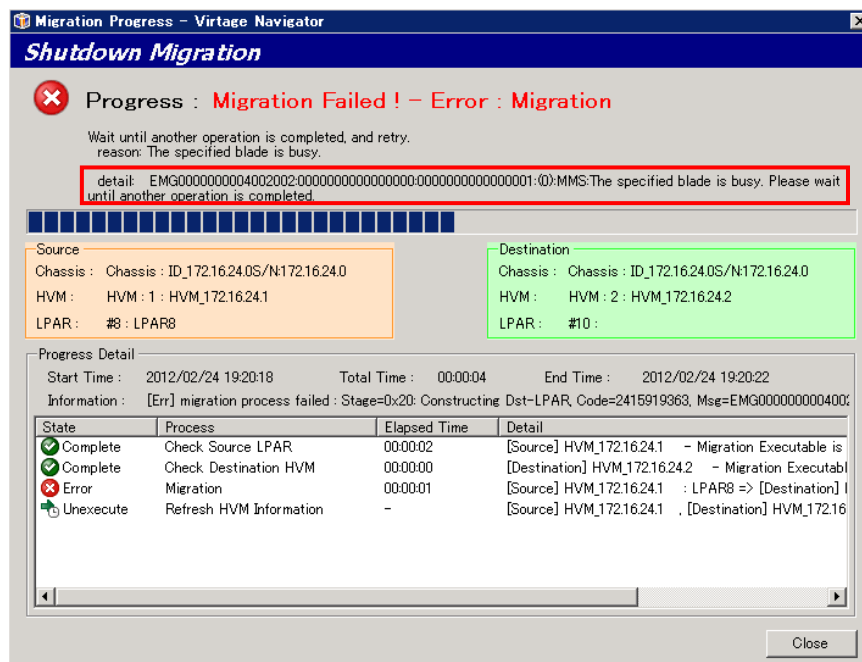 Migration Progress - Virtage Navigator
Shutdown Migration
Progress : Migration Failed ! - Error : Migration
Wait until another operation is completed, and retry.
reason: The specified blade is busy.
detail: EMG0000000004002002:0000000000000000:0000000000000001:(0):MMS:The specified blade is busy. Please wait
until another operation is completed.
Source
Chassis : Chassis : ID_172.16.24.0S/N:172.16.24.0
HVM : HVM : 1 : HVM_172.16.24.1
LPAR : #8 : LPAR8
Destination
Chassis : Chassis : ID_172.16.24.0S/N:172.16.24.0
HVM : HVM : 2 : HVM_172.16.24.2
LPAR : #10 :
Progress Detail
Start Time : 2012/02/24 19:20:18 Total Time : 00:00:04 End Time : 2012/02/24 19:20:22
Information : [Err] migration process failed : Stage=0x20: Constructing Dst-LPAR, Code=2415919363, Msg=EMG0000000004002
State Process Elapsed Time Detail
Complete Check Source LPAR 00:00:02 [Source] HVM_172.16.24.1 - Migration Executable is
Complete Check Destination HVM 00:00:00 [Destination] HVM_172.16.24.2 - Migration Executabl
Error Migration 00:00:01 [Source] HVM_172.16.24.1 : LPAR8 => [Destination]
Unexecute Refresh HVM Information - [Source] HVM_172.16.24.1 , [Destination] HVM_172.16
Close